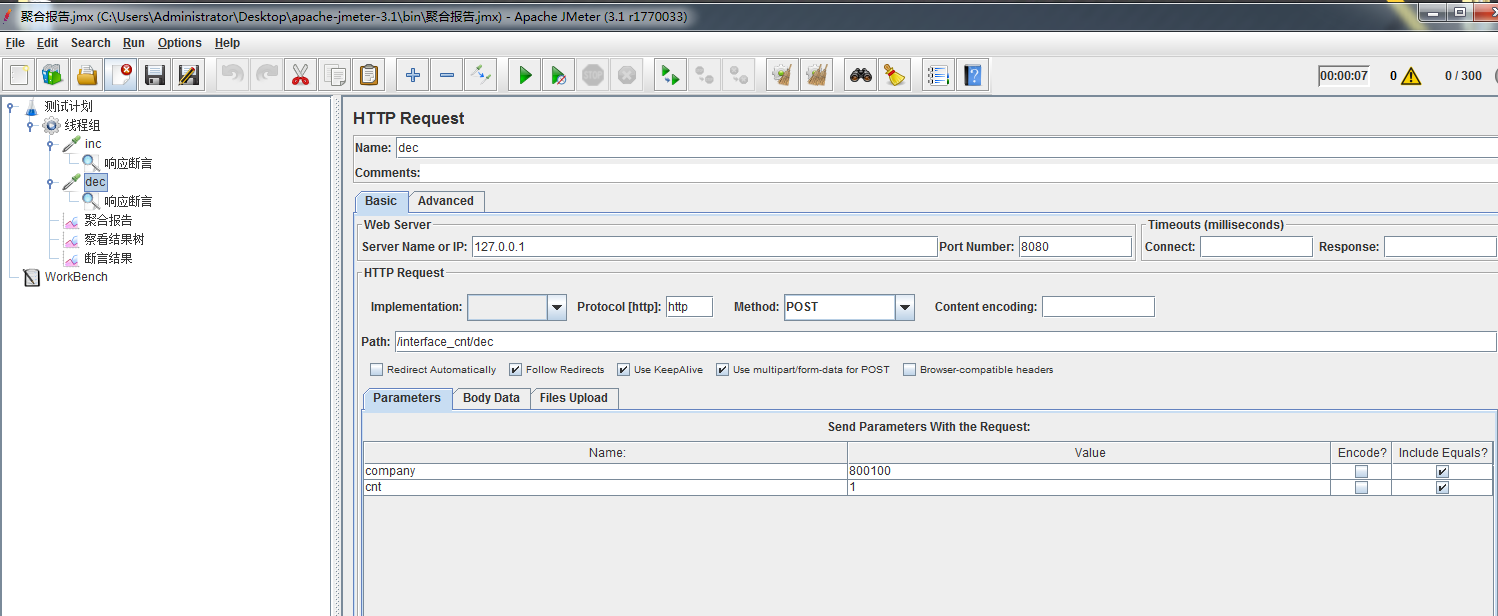 聚合报告.jmx (C:\Users\Administrator\Desktop\apache-jmeter-3.1\bin\聚合报告.jmx) - Apache JMeter (3.1 r1770033)
File Edit Search Run Options Help
STOP 00:00:07 0 0 / 300
测试计划
线程组
inc
响应断言
dec
响应断言
聚合报告
察看结果树
断言结果
WorkBench
HTTP Request
Name: dec
Comments:
Basic Advanced
Web Server Timeouts (milliseconds)
Server Name or IP: 127.0.0.1 Port Number: 8080 Connect: Response:
HTTP Request
Implementation: Protocol [http]: http Method: POST Content encoding:
Path: /interface_cnt/dec
Redirect Automatically Follow Redirects Use KeepAlive Use multipart/form-data for POST Browser-compatible headers
Parameters Body Data Files Upload
Send Parameters With the Request:
Name: Value Encode? Include Equals?
company 800100
cnt 1